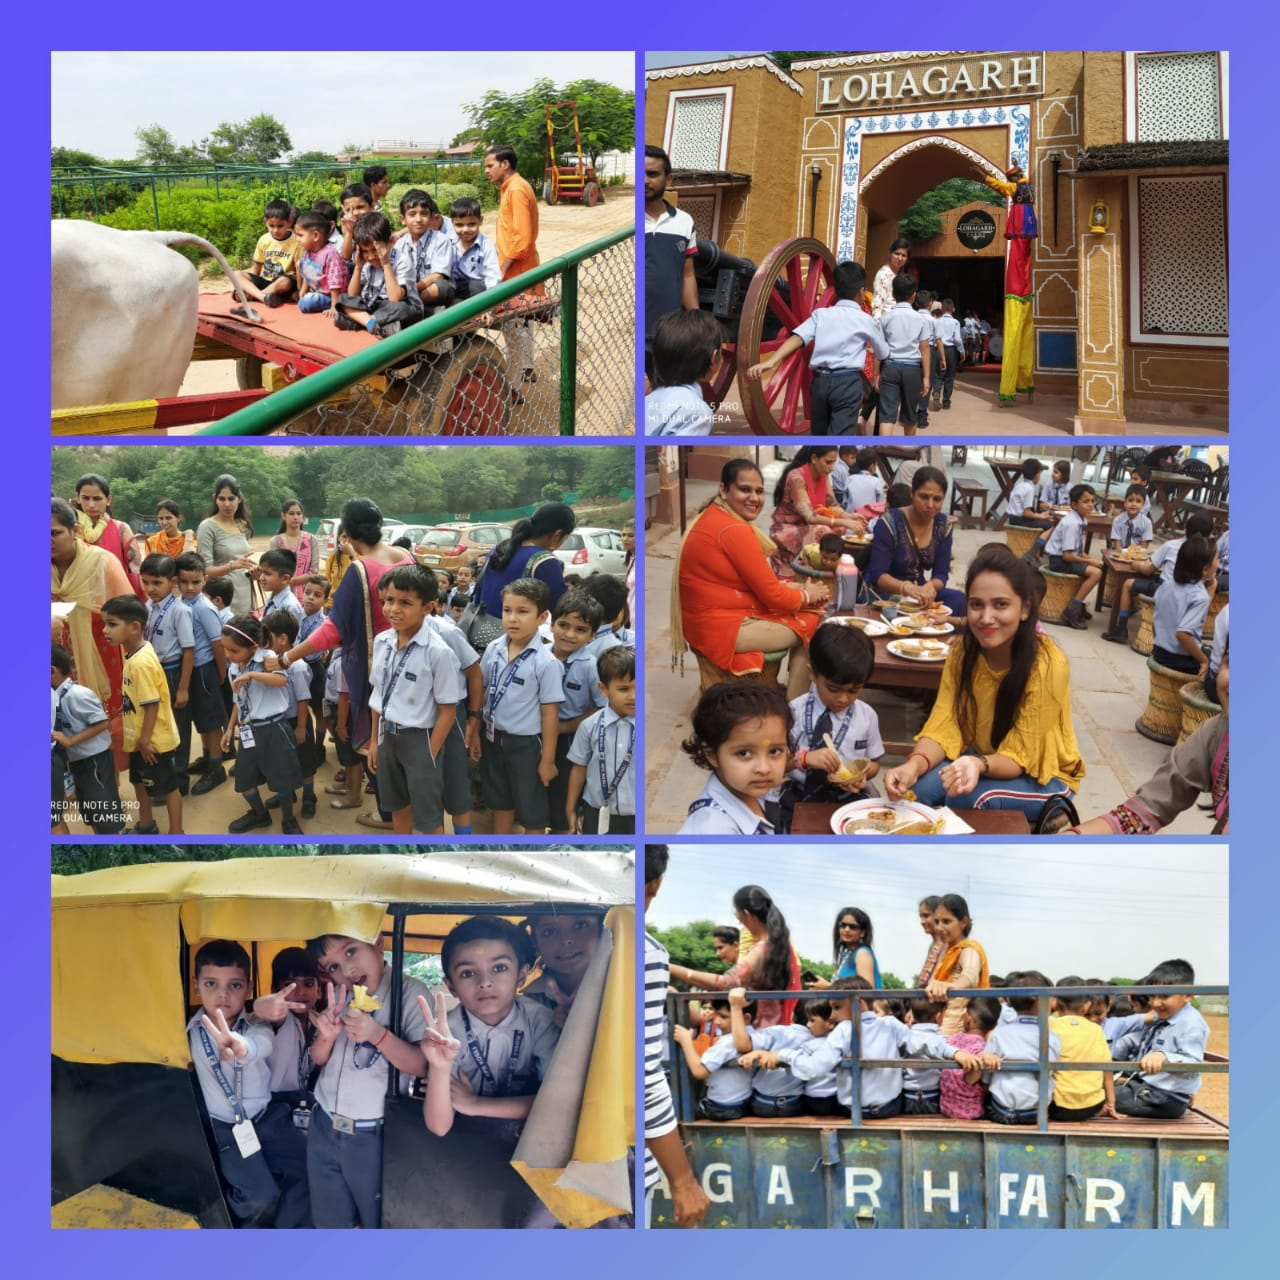 LOHAGARH
LOHAGARH
REDMI NOTE 5 PRO
MI DUAL CAMERA
REDMI NOTE 5 PRO
MI DUAL CAMERA
AGARH FARM